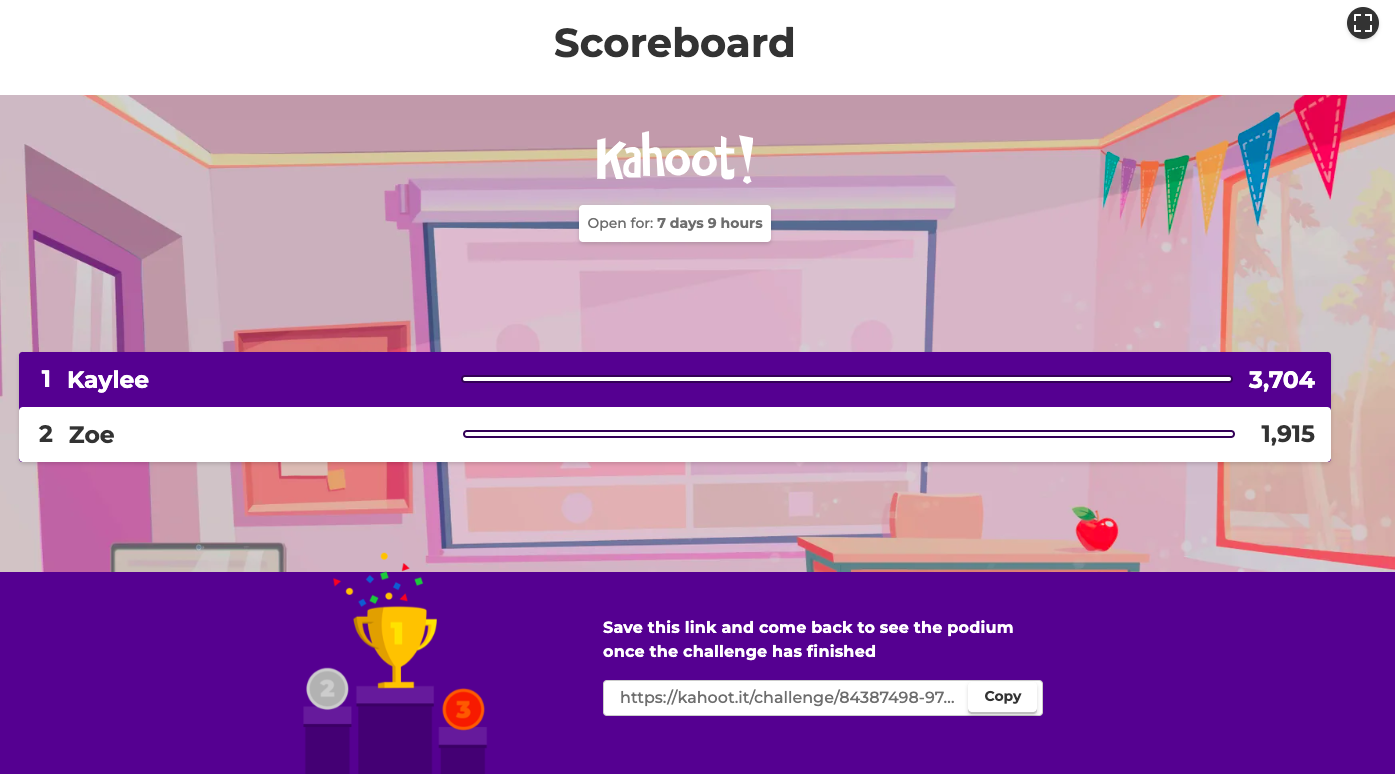 Scoreboard
Kahoot!
Open for: 7 days 9 hours
1 Kaylee 3,704
2 Zoe 1,915
1
2
3
Save this link and come back to see the podium
once the challenge has finished
https://kahoot.it/challenge/84387498-97... Copy